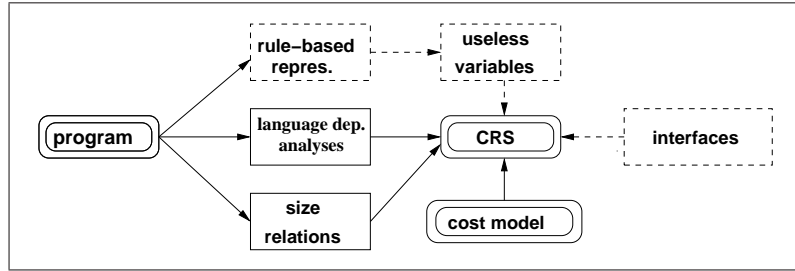 rule−based
repres.
useless
variables
program
language dep.
analyses
CRS
interfaces
size
relations
cost model